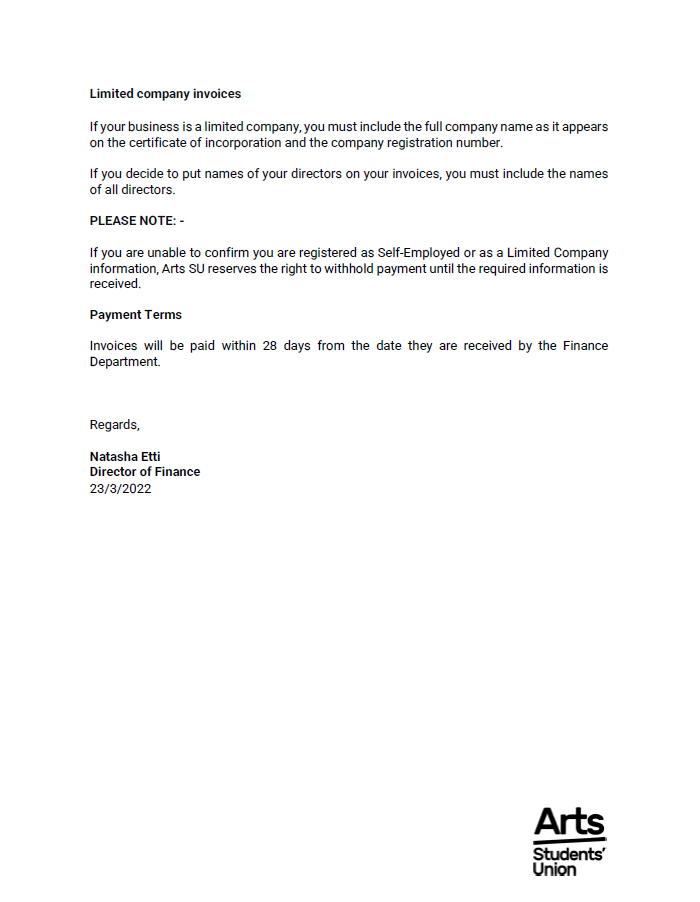 Limited company invoices
If your business is a limited company, you must include the full company name as it appears
on the certificate of incorporation and the company registration number.
If you decide to put names of your directors on your invoices, you must include the names
of all directors.
PLEASE NOTE: -
If you are unable to confirm you are registered as Self-Employed or as a Limited Company
information, Arts SU reserves the right to withhold payment until the required information is
received.
Payment Terms
Invoices will be paid within 28 days from the date they are received by the Finance
Department.
Regards,
Natasha Etti
Director of Finance
23/3/2022
Arts
Students'
Union